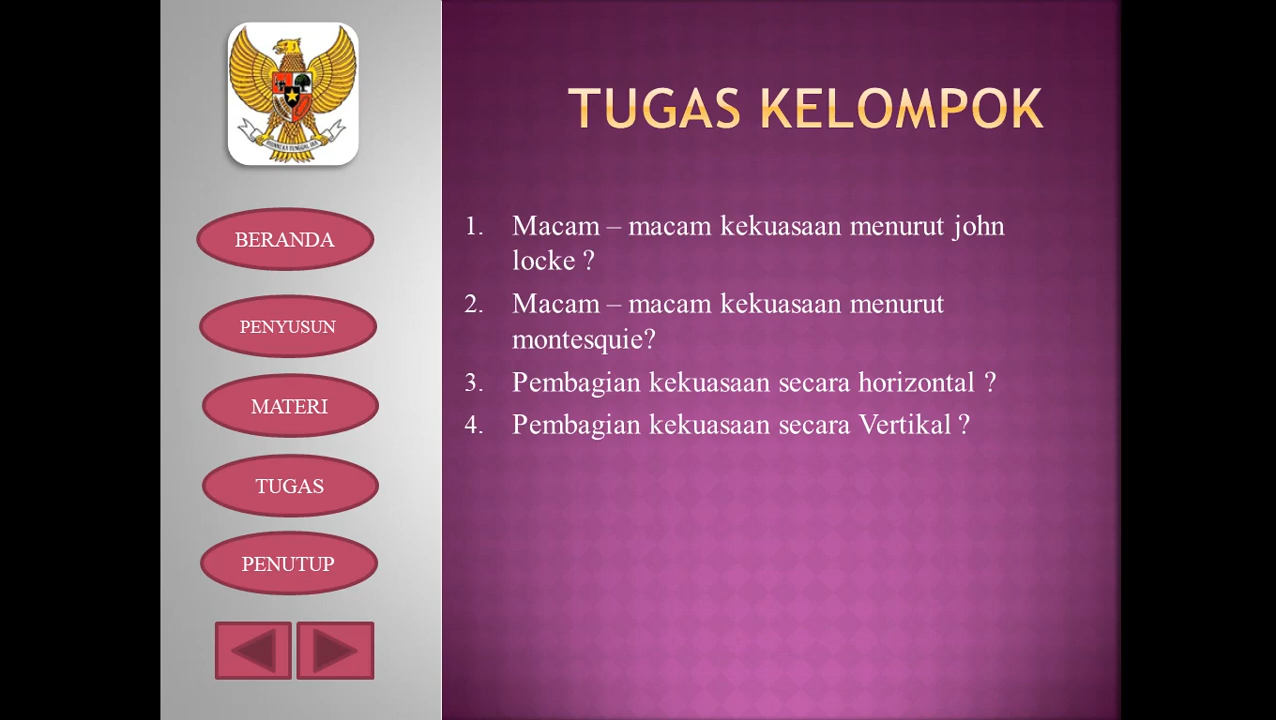 TUGAS KELOMPOK
BERANDA
PENYUSUN
MATERI
TUGAS
PENUTUP
1. Macam – macam kekuasaan menurut john
locke ?
2. Macam – macam kekuasaan menurut
montesquie?
3. Pembagian kekuasaan secara horizontal ?
4. Pembagian kekuasaan secara Vertikal ?